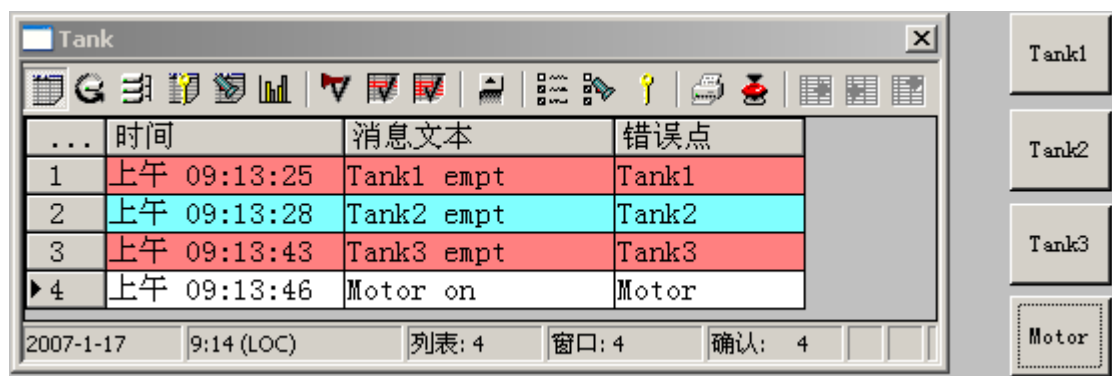 Tank
... 时间 消息文本 错误点
1 上午 09:13:25 Tank1 empt Tank1
2 上午 09:13:28 Tank2 empt Tank2
3 上午 09:13:43 Tank3 empt Tank3
4 上午 09:13:46 Motor on Motor
2007-1-17 9:14 (LOC) 列表: 4 窗口: 4 确认: 4
Tank1
Tank2
Tank3
Motor